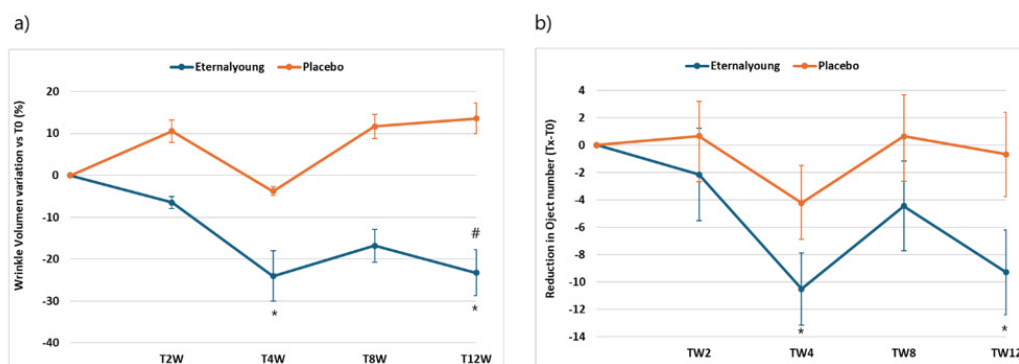 a)
Eternalyoung Placebo
Wrinkle Volumen variation vs T0 (%)
20
10
0
-10
-20
-30
-40
#
*
*
T2W T4W T8W T12W
b)
Eternalyoung Placebo
Reduction in Oject number (Tx-T0)
4
2
0
-2
-4
-6
-8
-10
-12
-14
*
*
TW2 TW4 TW8 TW12